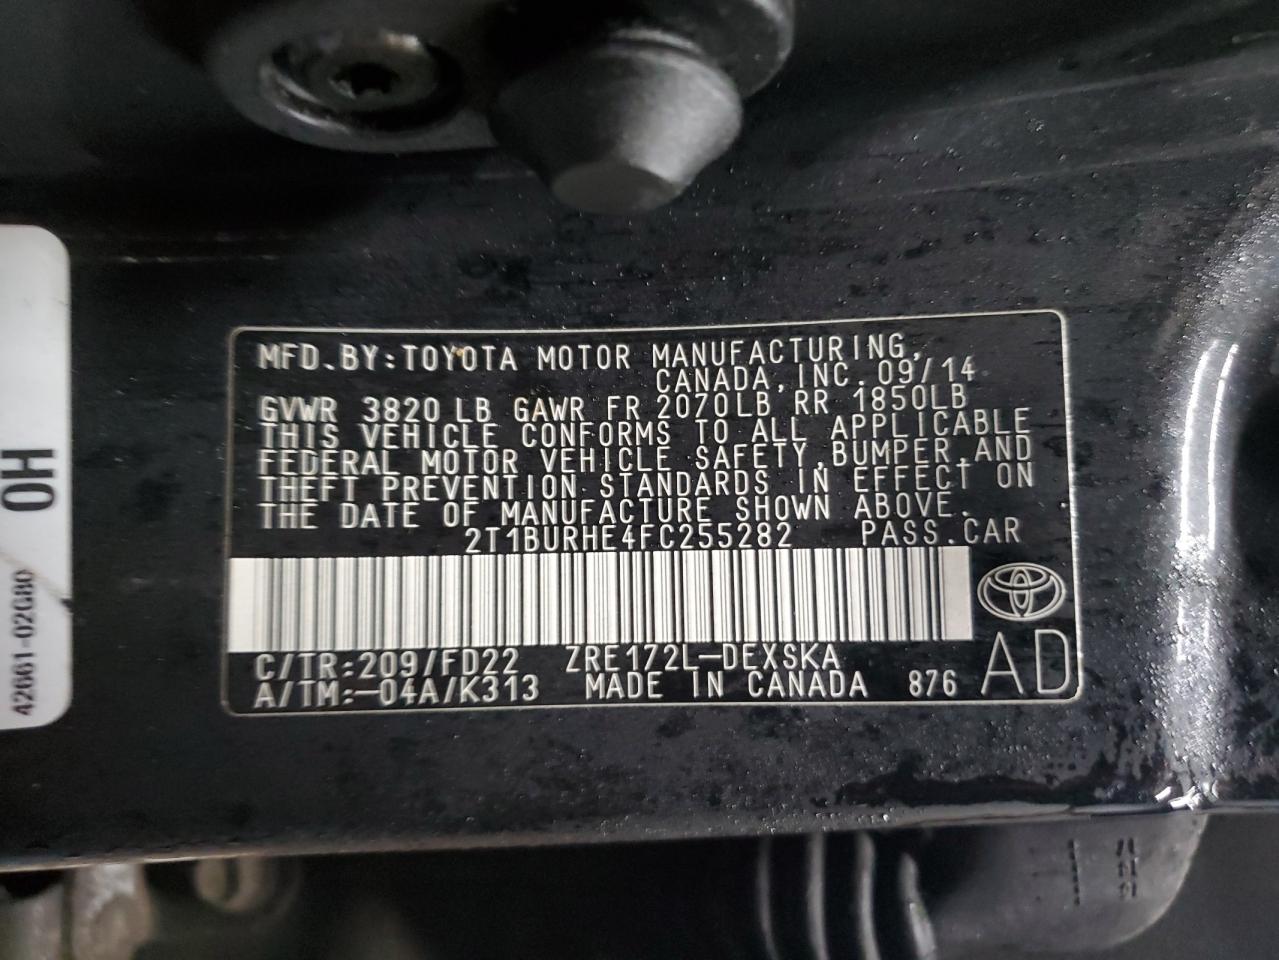 MFD.BY:TOYOTA MOTOR MANUFACTURING,
CANADA,INC.09/14
GVWR 3820 LB GAWR FR 2070LB RR 1850LB
THIS VEHICLE CONFORMS TO ALL APPLICABLE
FEDERAL MOTOR VEHICLE SAFETY,BUMPER,AND
THEFT PREVENTION STANDARDS IN EFFECT ON
THE DATE OF MANUFACTURE SHOWN ABOVE.
2T1BURHE4FC255282 PASS.CAR
C/TR:209/FD22 ZRE172L-DEXSKA
A/TM:-04A/K313 MADE IN CANADA 876 AD
0H
42661-02G80